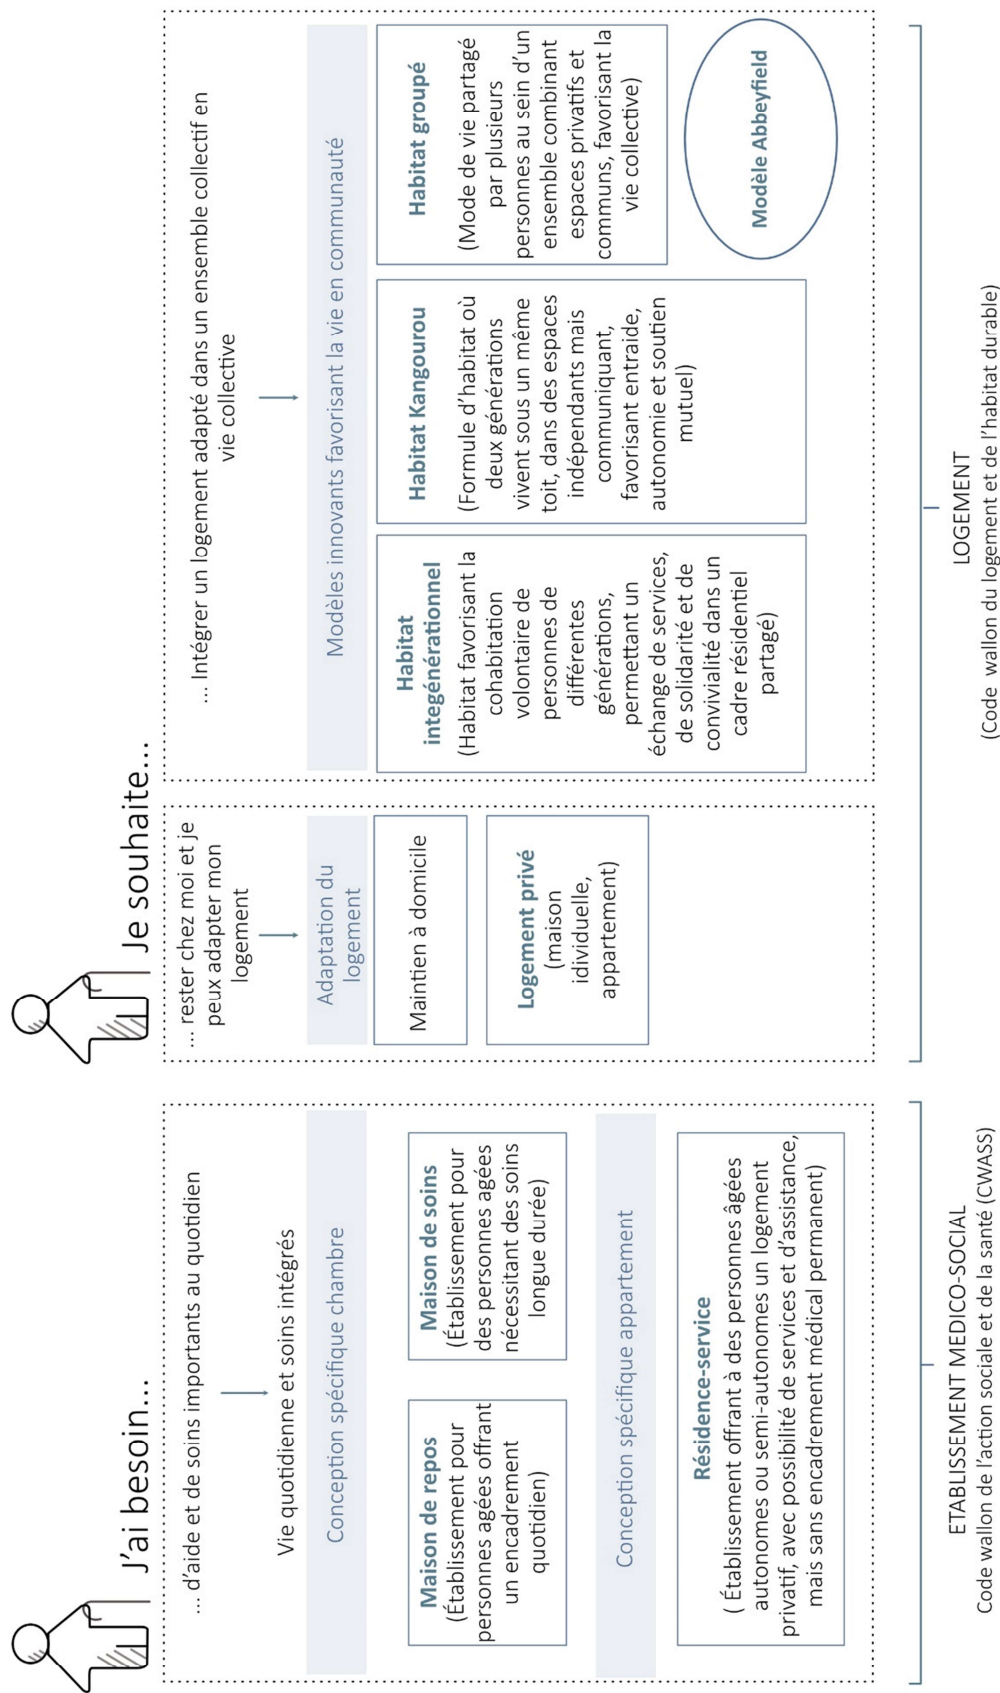 J'ai besoin...
... d'aide et de soins importants au quotidien
Vie quotidienne et soins intégrés
Conception spécifique chambre
Maison de repos
(Établissement pour
personnes agées offrant
un encadrement
quotidien)
Maison de soins
(Établissement pour
des personnes agées
nécessitant des soins
longue durée)
Conception spécifique appartement
Résidence-service
( Établissement offrant à des personnes âgées
autonomes ou semi-autonomes un logement
privatif, avec possibilité de services et d'assistance,
mais sans encadrement médical permanent)
ETABLISSEMENT MEDICO-SOCIAL
Code wallon de l'action sociale et de la santé (CWASS)
Je souhaite...
... rester chez moi et je
peux adapter mon
logement
Adaptation du
logement
Maintien à domicile
Logement privé
(maison
idividuelle,
appartement)
... Intégrer un logement adapté dans un ensemble collectif en
vie collective
Modèles innovants favorisant la vie en communauté
Habitat
integénérationnel
(Habitat favorisant la
cohabitation
volontaire de
personnes de
différentes
générations,
permettant un
échange de services,
de solidarité et de
convivialité dans un
cadre résidentiel
partagé)
Habitat Kangourou
(Formule d'habitat où
deux générations
vivent sous un même
toit, dans des espaces
indépendants mais
communiquant,
favorisant entraide,
autonomie et soutien
mutuel)
Habitat groupé
(Mode de vie partagé
par plusieurs
personnes au sein d'un
ensemble combinant
espaces privatifs et
communs, favorisant la
vie collective)
Modèle Abbeyfield
LOGEMENT
(Code wallon du logement et de l'habitat durable)